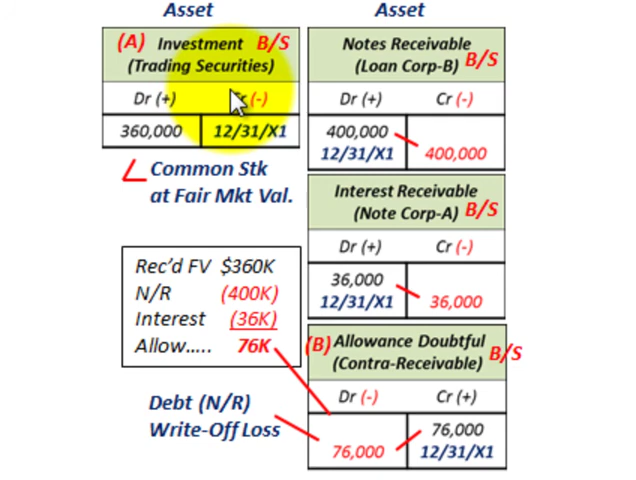 Asset
(A) Investment B/S
(Trading Securities)
Dr (+) (-)
360,000 12/31/X1
Common Stk
at Fair Mkt Val.
Rec'd FV $360K
N/R (400K)
Interest (36K)
Allow..... 76K
Debt (N/R)
Write-Off Loss
Asset
Notes Receivable
(Loan Corp-B) B/S
Dr (+) Cr (-)
400,000
12/31/X1 400,000
Interest Receivable
(Note Corp-A) B/S
Dr (+) Cr (-)
36,000
12/31/X1 36,000
(B) Allowance Doubtful
(Contra-Receivable) B/S
Dr (-) Cr (+)
76,000
76,000 12/31/X1